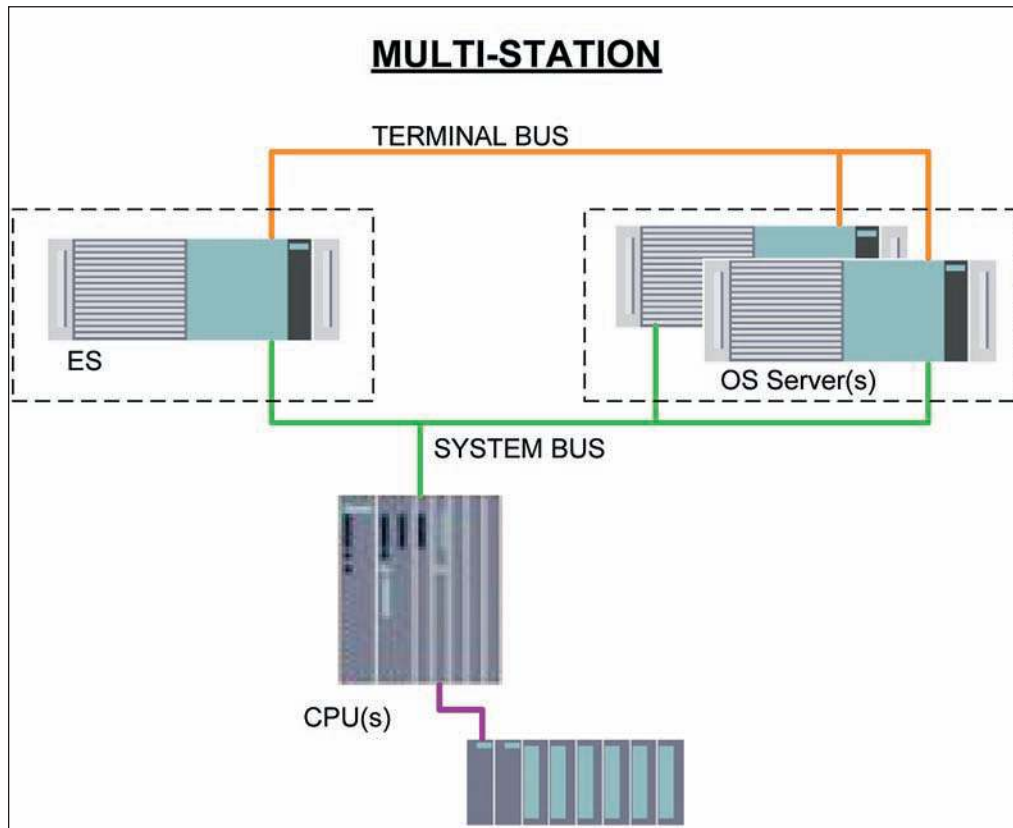 MULTI-STATION
TERMINAL BUS
ES
OS Server(s)
SYSTEM BUS
CPU(s)